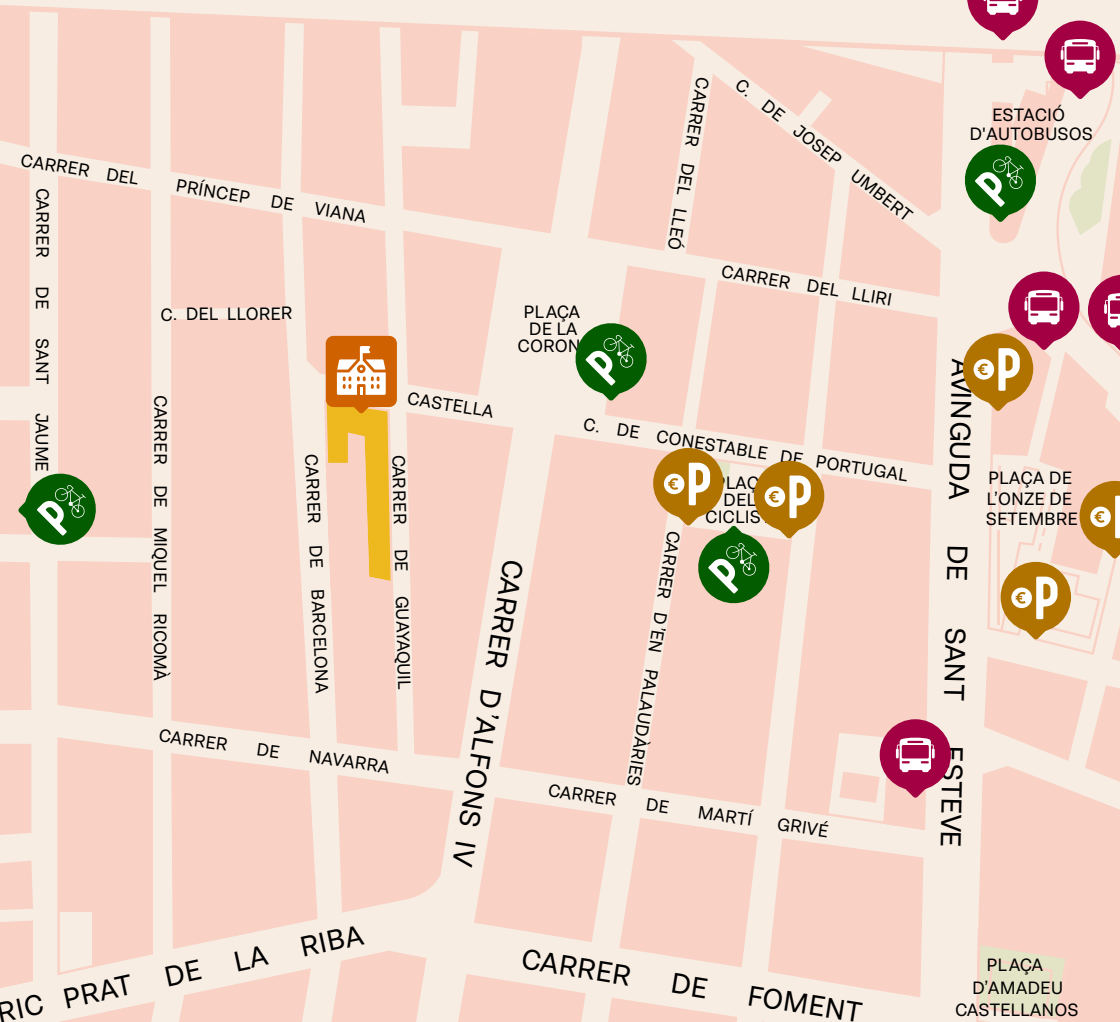 ESTACIÓ
D'AUTOBUSOS
C. DE JOSEP UMBERT
CARRER DEL LLEÓ
CARRER DEL PRÍNCEP DE VIANA
CARRER DE SANT JAUME
CARRER DEL LLIRI
C. DEL LLORER
PLAÇA
DE LA
CASTELLA
C. DE CONESTABLE DE PORTUGAL
AVINGUDA DE SANT ESTEVE
PLAÇA DE
L'ONZE DE
SETEMBRE
DEL
CARRER DE MIQUEL RICOMÀ
CARRER DE BARCELONA
CARRER DE GUAYAQUIL
CARRER D'ALFONS IV
CARRER D'EN PALAUDÀRIES
CARRER DE NAVARRA
CARRER DE MARTÍ GRIVÉ
RIC PRAT DE LA RIBA
CARRER DE FOMENT
PLAÇA
D'AMADEU
CASTELLANOS
P
P
P
P
€P
€P
€P
€P
€